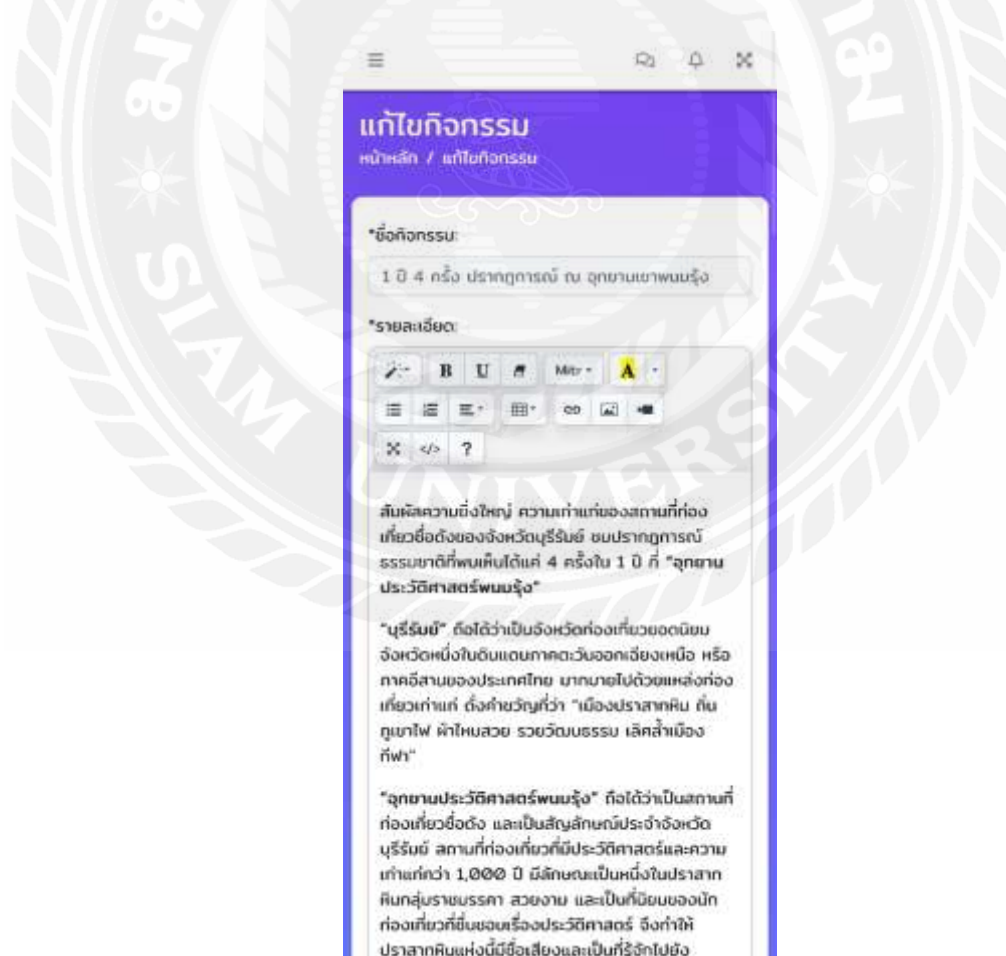 แก้ไขกิจกรรม
หน้าหลัก / แก้ไขกิจกรรม
*ชื่อกิจกรรม:
1 ปี 4 ครั้ง ปรากฎการณ์ ณ อุทยานเขาพนมรุ้ง
*รายละเอียด:
B U Mitr A
</> ?
สัมผัสความยิ่งใหญ่ ความเก่าแก่ของสถานที่ท่อง
เที่ยวชื่อดังของจังหวัดบุรีรัมย์ ชมปรากฎการณ์
ธรรมชาติที่พบเห็นได้แค่ 4 ครั้งใน 1 ปี ที่ "อุทยาน
ประวัติศาสตร์พนมรุ้ง"
"บุรีรัมย์" ถือได้ว่าเป็นจังหวัดท่องเที่ยวยอดนิยม
จังหวัดหนึ่งในดินแดนภาคตะวันออกเฉียงเหนือ หรือ
ภาคอีสานของประเทศไทย มากมายไปด้วยแหล่งท่อง
เที่ยวเก่าแก่ ดั่งคำขวัญที่ว่า "เมืองปราสาทหิน ถิ่น
ภูเขาไฟ ผ้าไหมสวย รวยวัฒนธรรม เลิศล้ำเมือง
กีฬา"
"อุทยานประวัติศาสตร์พนมรุ้ง" ถือได้ว่าเป็นสถานที่
ท่องเที่ยวชื่อดัง และเป็นสัญลักษณ์ประจำจังหวัด
บุรีรัมย์ สถานที่ท่องเที่ยวที่มีประวัติศาสตร์และความ
เก่าแก่กว่า 1,000 ปี มีลักษณะเป็นหนึ่งในปราสาท
หินกลุ่มราชมรรคา สวยงาม และเป็นที่นิยมของนัก
ท่องเที่ยวที่ชื่นชอบเรื่องประวัติศาสตร์ จึงทำให้
ปราสาทหินแห่งนี้มีชื่อเสียงและเป็นที่รู้จักไปยัง
SIAM UNIVERSITY